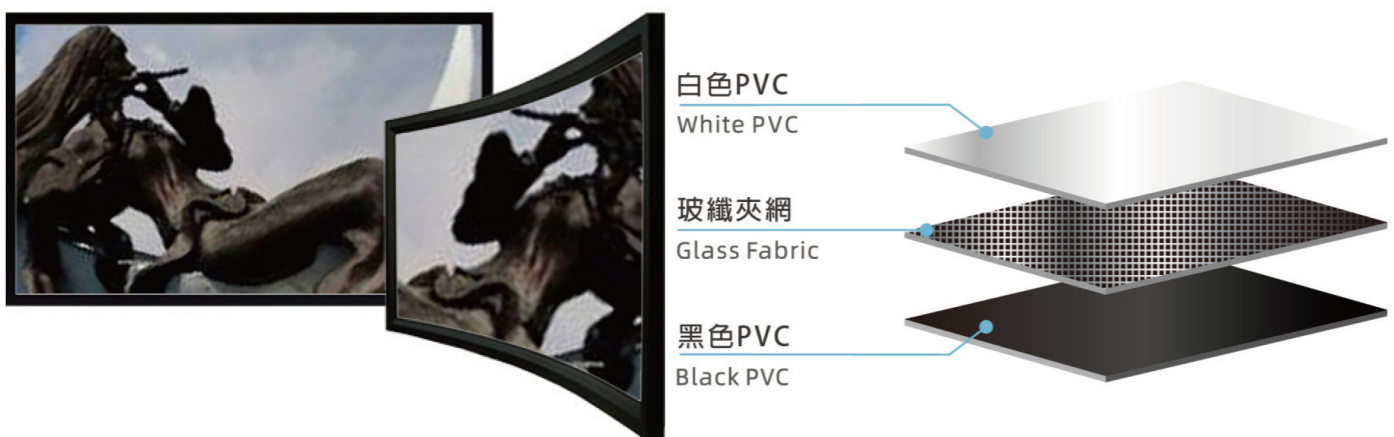 白色PVC
White PVC
玻纖夾網
Glass Fabric
黑色PVC
Black PVC